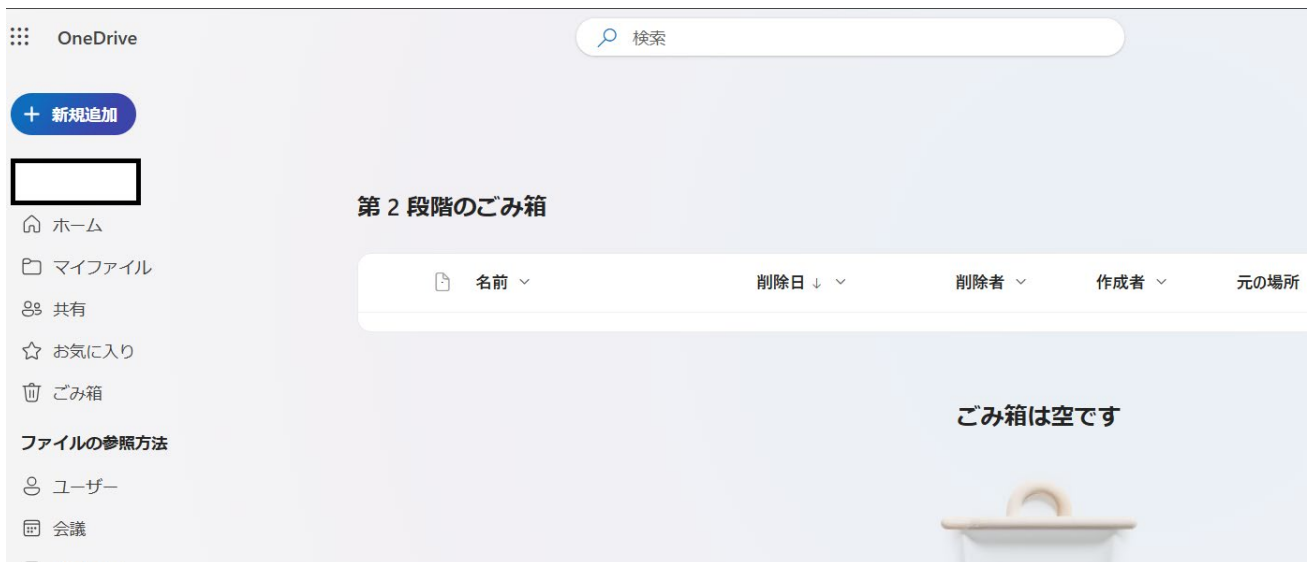 OneDrive
検索
新規追加
ホーム
マイファイル
共有
お気に入り
ごみ箱
ファイルの参照方法
ユーザー
会議
第 2 段階のごみ箱
名前 削除日 ↓ 削除者 作成者 元の場所
ごみ箱は空です